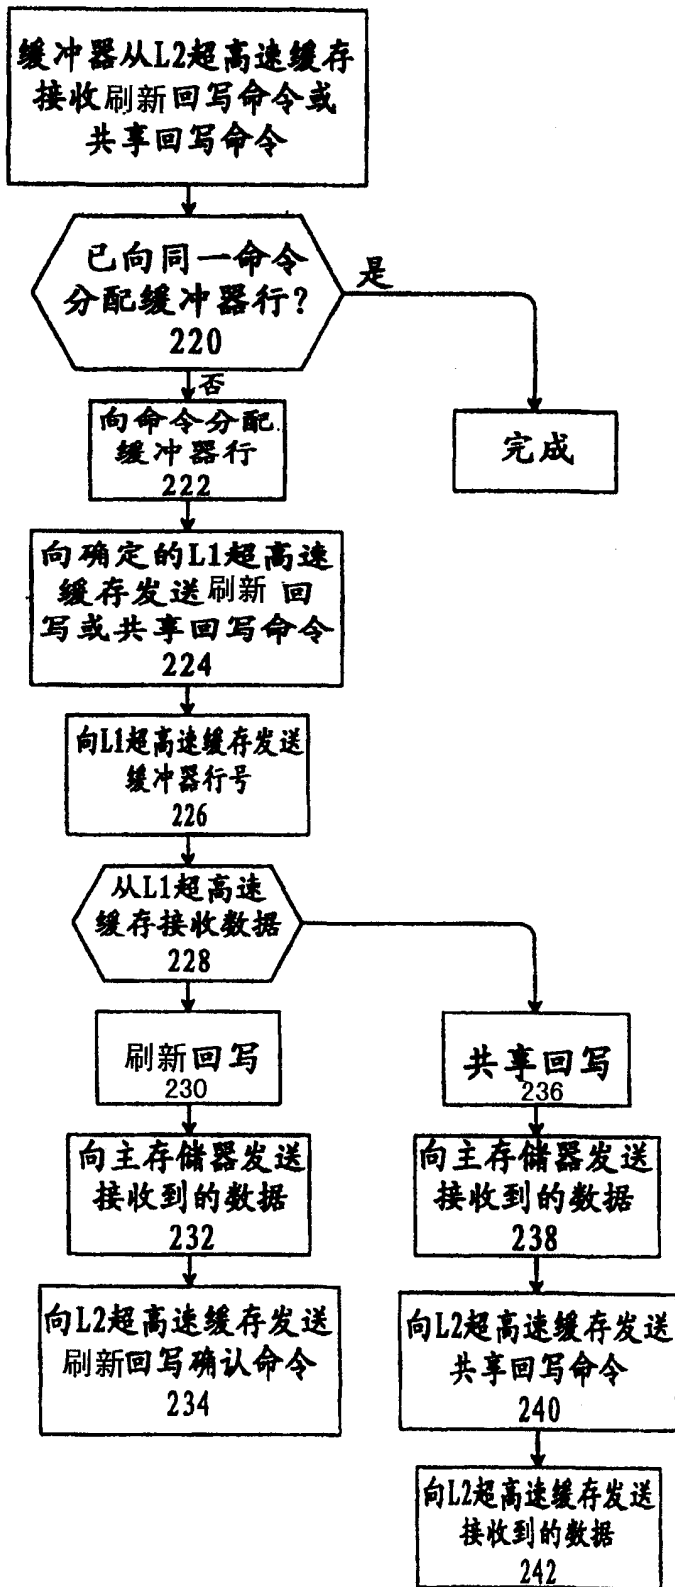 缓冲器从L2超高速缓存
接收刷新回写命令或
共享回写命令
已向同一命令
分配缓冲器行?
220
是
否
向命令分配
缓冲器行
222
完成
向确定的L1超高速
缓存发送刷新 回
写或共享回写命令
224
向L1超高速缓存发送
缓冲器行号
226
从L1超高速
缓存接收数据
228
刷新回写
230
共享回写
236
向主存储器发送
接收到的数据
232
向主存储器发送
接收到的数据
238
向L2超高速缓存发送
刷新回写确认命令
234
向L2超高速缓存发送
共享回写命令
240
向L2超高速缓存发送
接收到的数据
242